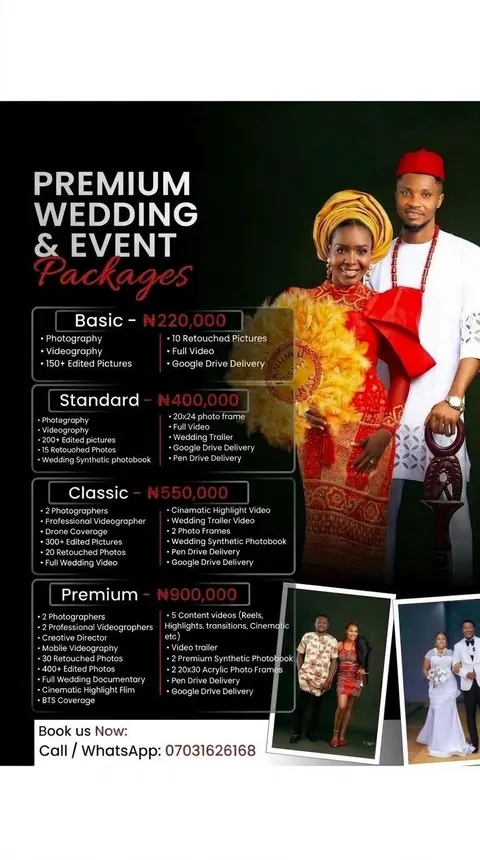 PREMIUM
WEDDING
& EVENT
Packages
Basic - ₦220,000
• Photography
• Videography
• 150+ Edited Pictures
• 10 Retouched Pictures
• Full Video
• Google Drive Delivery
Standard - ₦400,000
• Photagraphy
• Videography
• 200+ Edited pictures
• 15 Retouched Photos
• Wedding Synthetic photobook
• 20x24 photo frame
• Full Video
• Wedding Trailer
• Google Drive Delivery
• Pen Drive Delivery
Classic - ₦550,000
• 2 Photographers
• Professional Videographer
• Drone Coverage
• 300+ Edited Pictures
• 20 Retouched Photos
• Full Wedding Video
• Cinamatic Highlight Video
• Wedding Trailer Video
• 2 Photo Frames
• Wedding Synthetic Photobook
• Pen Drive Delivery
• Google Drive Delivery
Premium - ₦900,000
• 2 Photographers
• 2 Professional Videographers
• Creative Director
• Moblie Videography
• 30 Retouched Photos
• 400+ Edited Photos
• Full Wedding Documentary
• Cinematic Highlight Flim
• BTS Coverage
• 5 Content videos (Reels,
Highlights, transitions, Cinematic
etc)
• Video trailer
• 2 Premium Synthetic Photobook
• 2 20x30 Acrylic Photo Frames
• Pen Drive Delivery
• Google Drive Delivery
Book us Now:
Call / WhatsApp: 07031626168